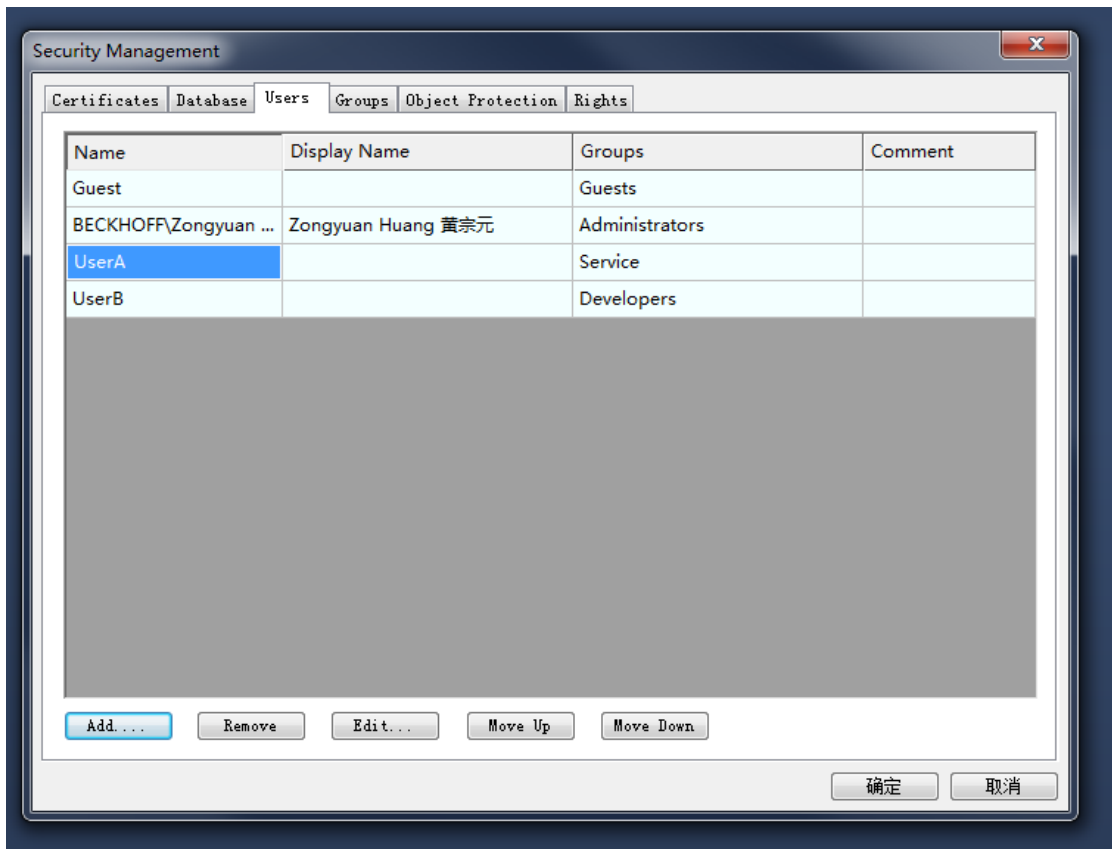 Security Management
Certificates Database Users Groups Object Protection Rights
Name Display Name Groups Comment
Guest Guests
BECKHOFF\Zongyuan ... Zongyuan Huang 黄宗元 Administrators
UserA Service
UserB Developers
Add.... Remove Edit... Move Up Move Down
确定 取消